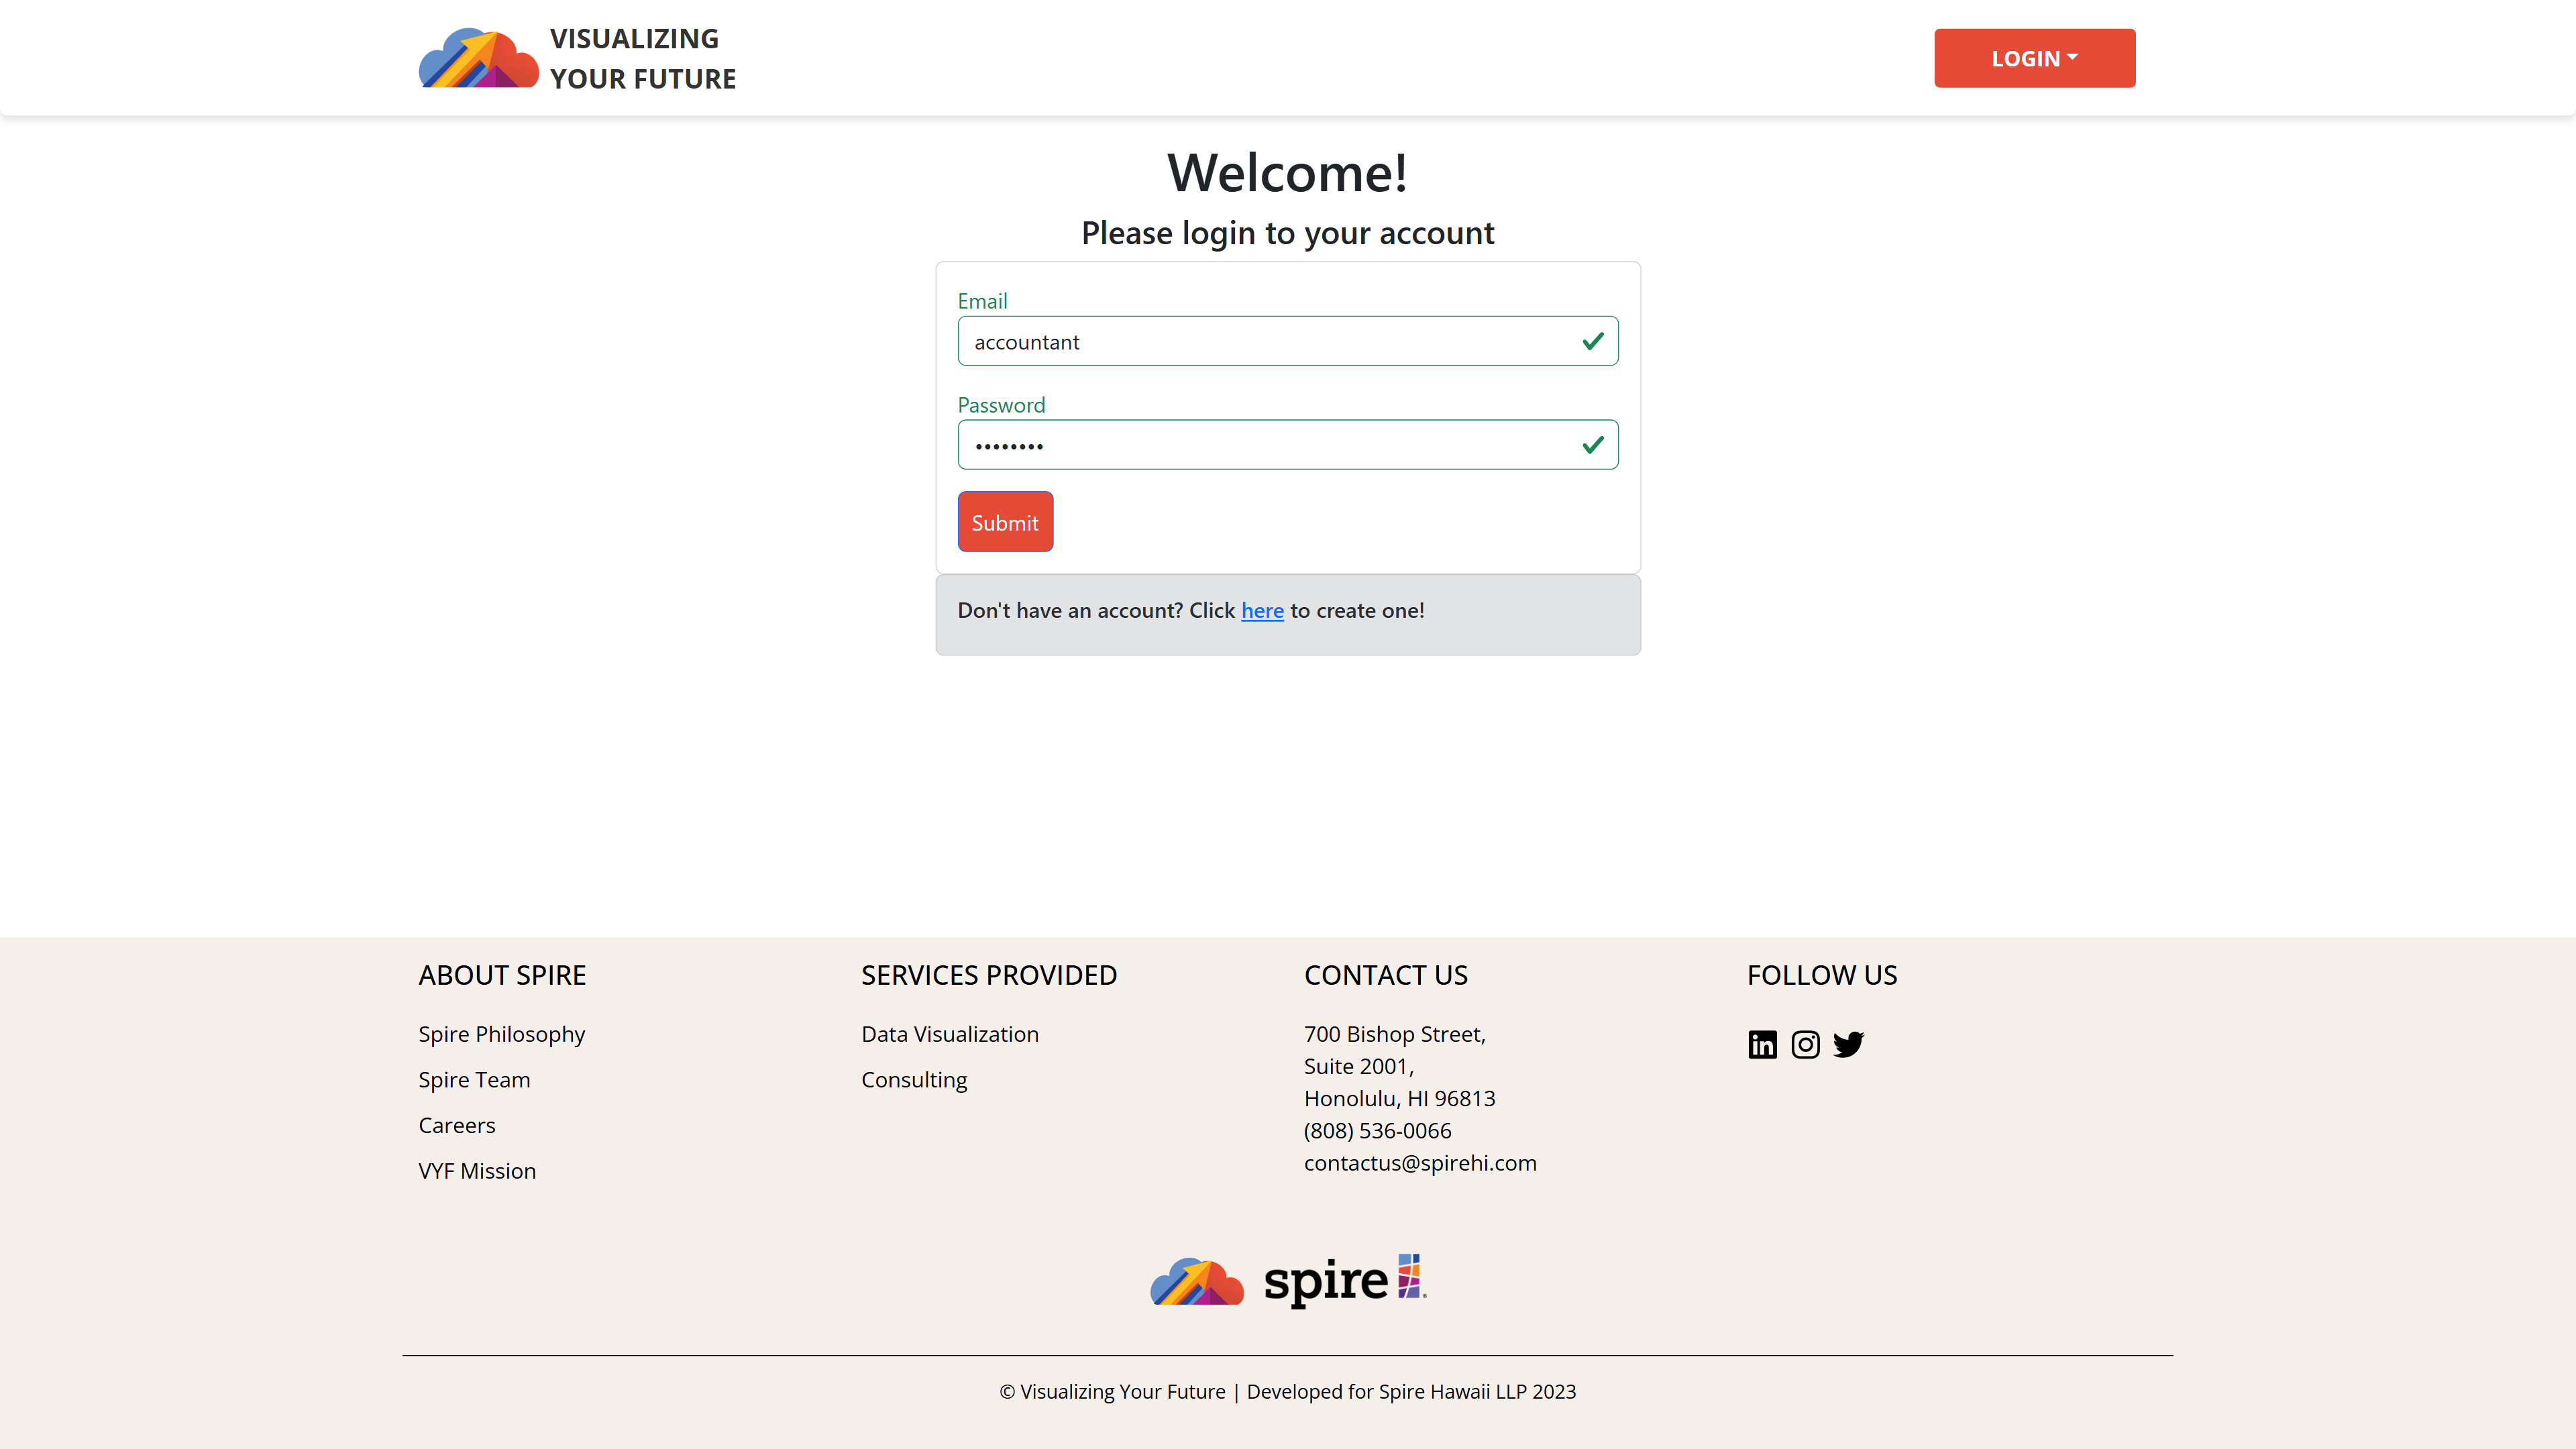 VISUALIZING
YOUR FUTURE
LOGIN
Welcome!
Please login to your account
Email
accountant
Password
••••••••
Submit
Don't have an account? Click here to create one!
ABOUT SPIRE
Spire Philosophy
Spire Team
Careers
VYF Mission
SERVICES PROVIDED
Data Visualization
Consulting
CONTACT US
700 Bishop Street,
Suite 2001,
Honolulu, HI 96813
(808) 536-0066
contactus@spirehi.com
FOLLOW US
in
spire
© Visualizing Your Future | Developed for Spire Hawaii LLP 2023